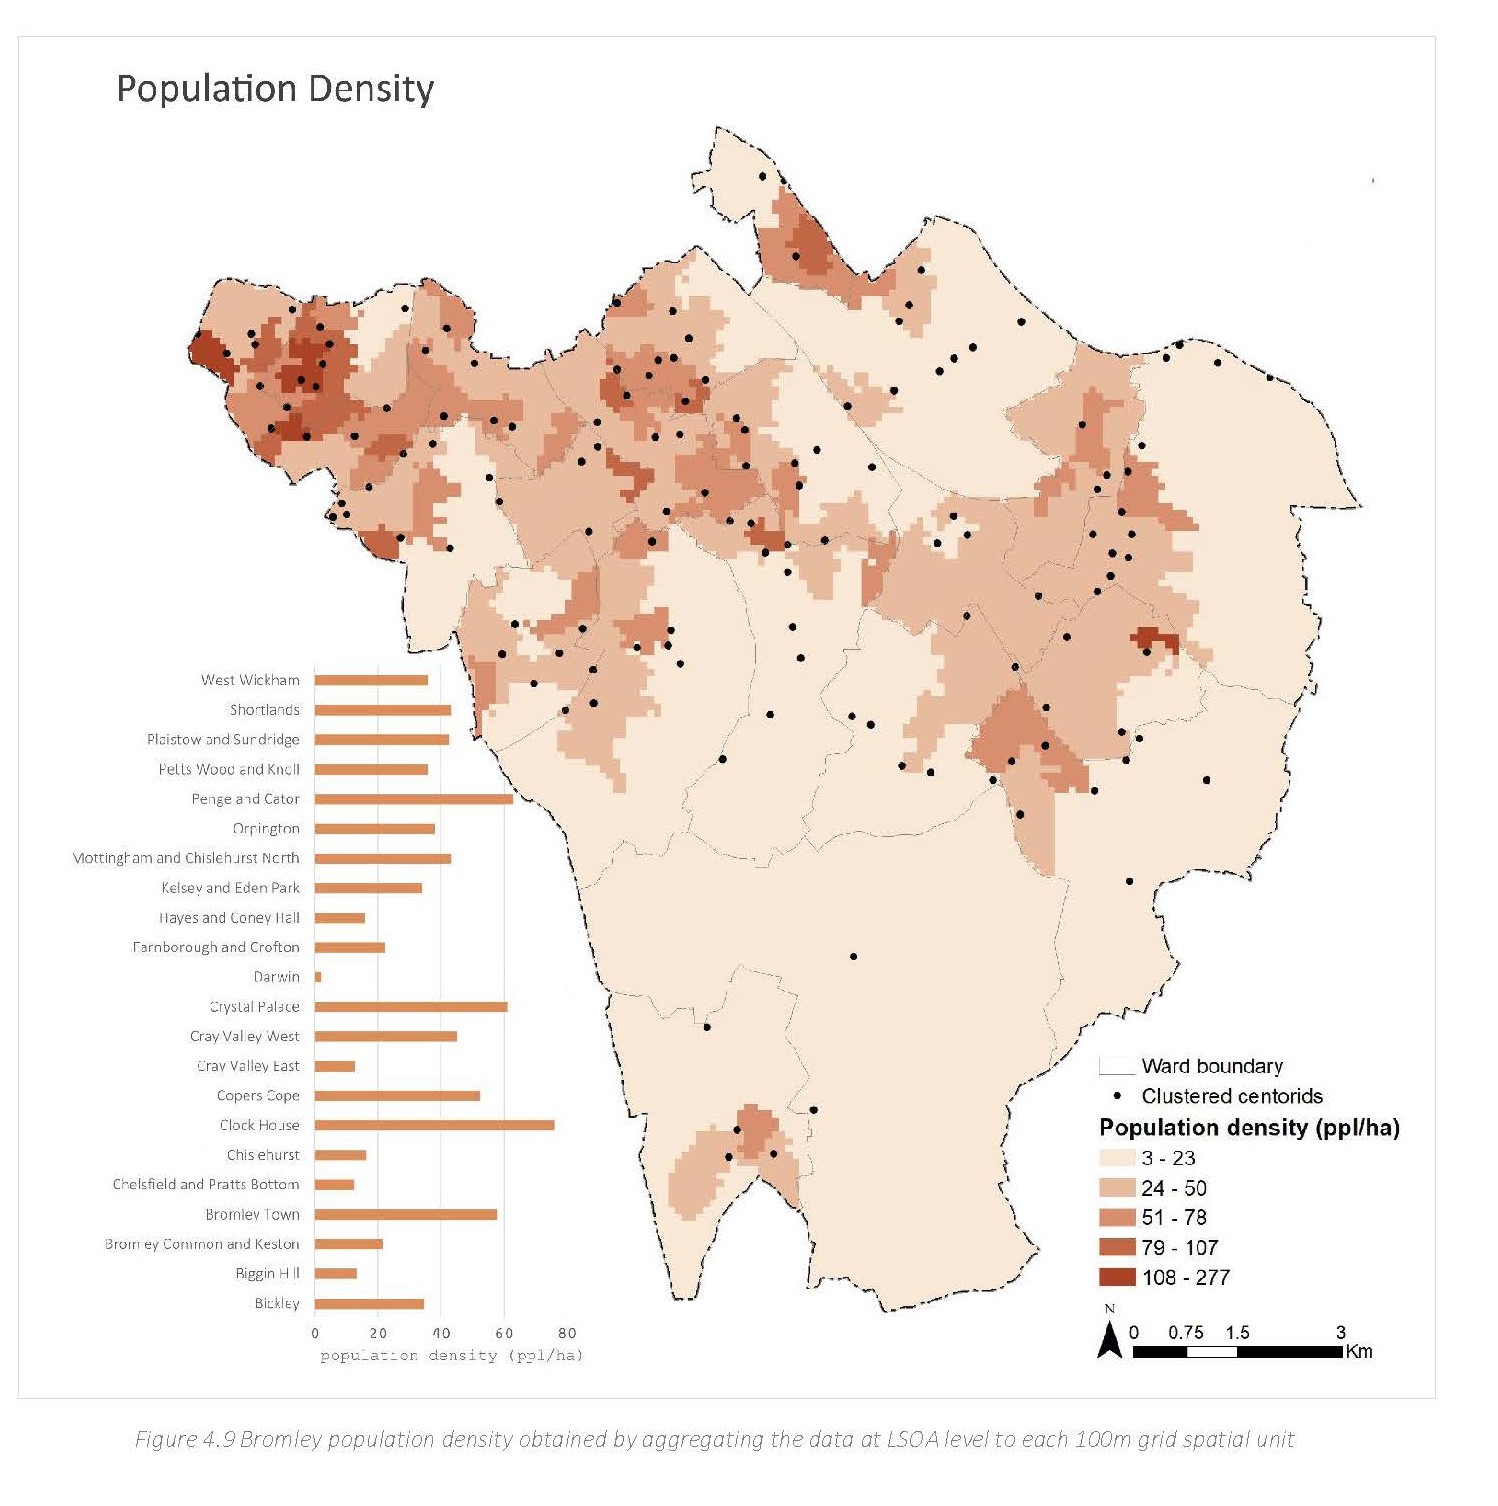 Population Density
West Wickham
Shortlands
Plaistow and Sundridge
Petts Wood and Knoll
Penge and Cator
Orpington
Mottingham and Chislehurst North
Kelsey and Eden Park
Hayes and Coney Hall
Farnborough and Crofton
Darwin
Crystal Palace
Cray Valley West
Cray Valley East
Copers Cope
Clock House
Chislehurst
Chelsfield and Pratts Bottom
Bromley Town
Bromley Common and Keston
Biggin Hill
Bickley
0 20 40 60 80
population density (ppl/ha)
Ward boundary
Clustered centorids
Population density (ppl/ha)
3 - 23
24 - 50
51 - 78
79 - 107
108 - 277
N
0 0.75 1.5 3
Km
Figure 4.9 Bromley population density obtained by aggregating the data at LSOA level to each 100m grid spatial unit